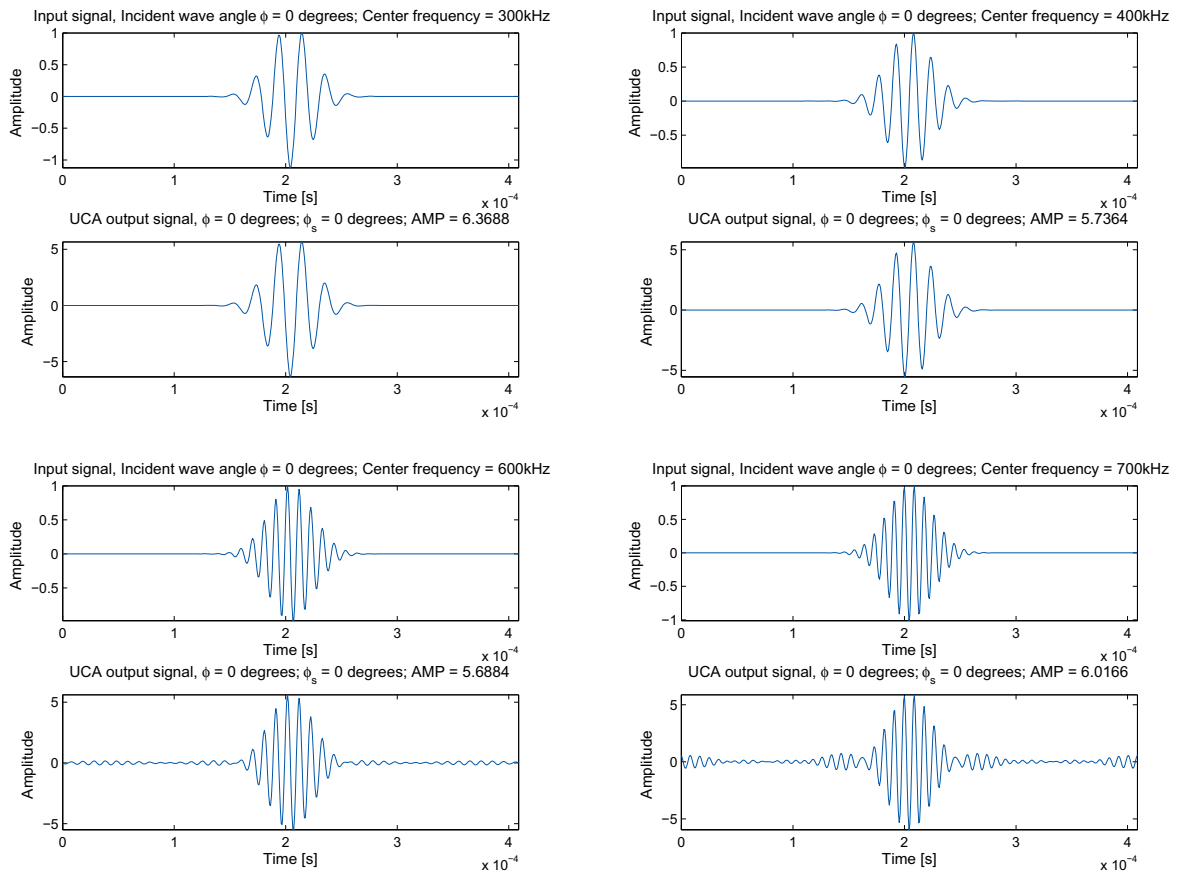 Input signal, Incident wave angle ϕ = 0 degrees; Center frequency = 300kHz
1
0.5
0
−0.5
−1
Amplitude
0 1 2 3 4
Time [s]
x 10⁻⁴
UCA output signal, ϕ = 0 degrees; ϕₛ = 0 degrees; AMP = 6.3688
5
0
−5
Amplitude
0 1 2 3 4
Time [s]
x 10⁻⁴
Input signal, Incident wave angle ϕ = 0 degrees; Center frequency = 400kHz
1
0.5
0
−0.5
Amplitude
0 1 2 3 4
Time [s]
x 10⁻⁴
UCA output signal, ϕ = 0 degrees; ϕₛ = 0 degrees; AMP = 5.7364
5
0
−5
Amplitude
0 1 2 3 4
Time [s]
x 10⁻⁴
Input signal, Incident wave angle ϕ = 0 degrees; Center frequency = 600kHz
1
0.5
0
−0.5
Amplitude
0 1 2 3 4
Time [s]
x 10⁻⁴
UCA output signal, ϕ = 0 degrees; ϕₛ = 0 degrees; AMP = 5.6884
5
0
−5
Amplitude
0 1 2 3 4
Time [s]
x 10⁻⁴
Input signal, Incident wave angle ϕ = 0 degrees; Center frequency = 700kHz
1
0.5
0
−0.5
−1
Amplitude
0 1 2 3 4
Time [s]
x 10⁻⁴
UCA output signal, ϕ = 0 degrees; ϕₛ = 0 degrees; AMP = 6.0166
5
0
−5
Amplitude
0 1 2 3 4
Time [s]
x 10⁻⁴